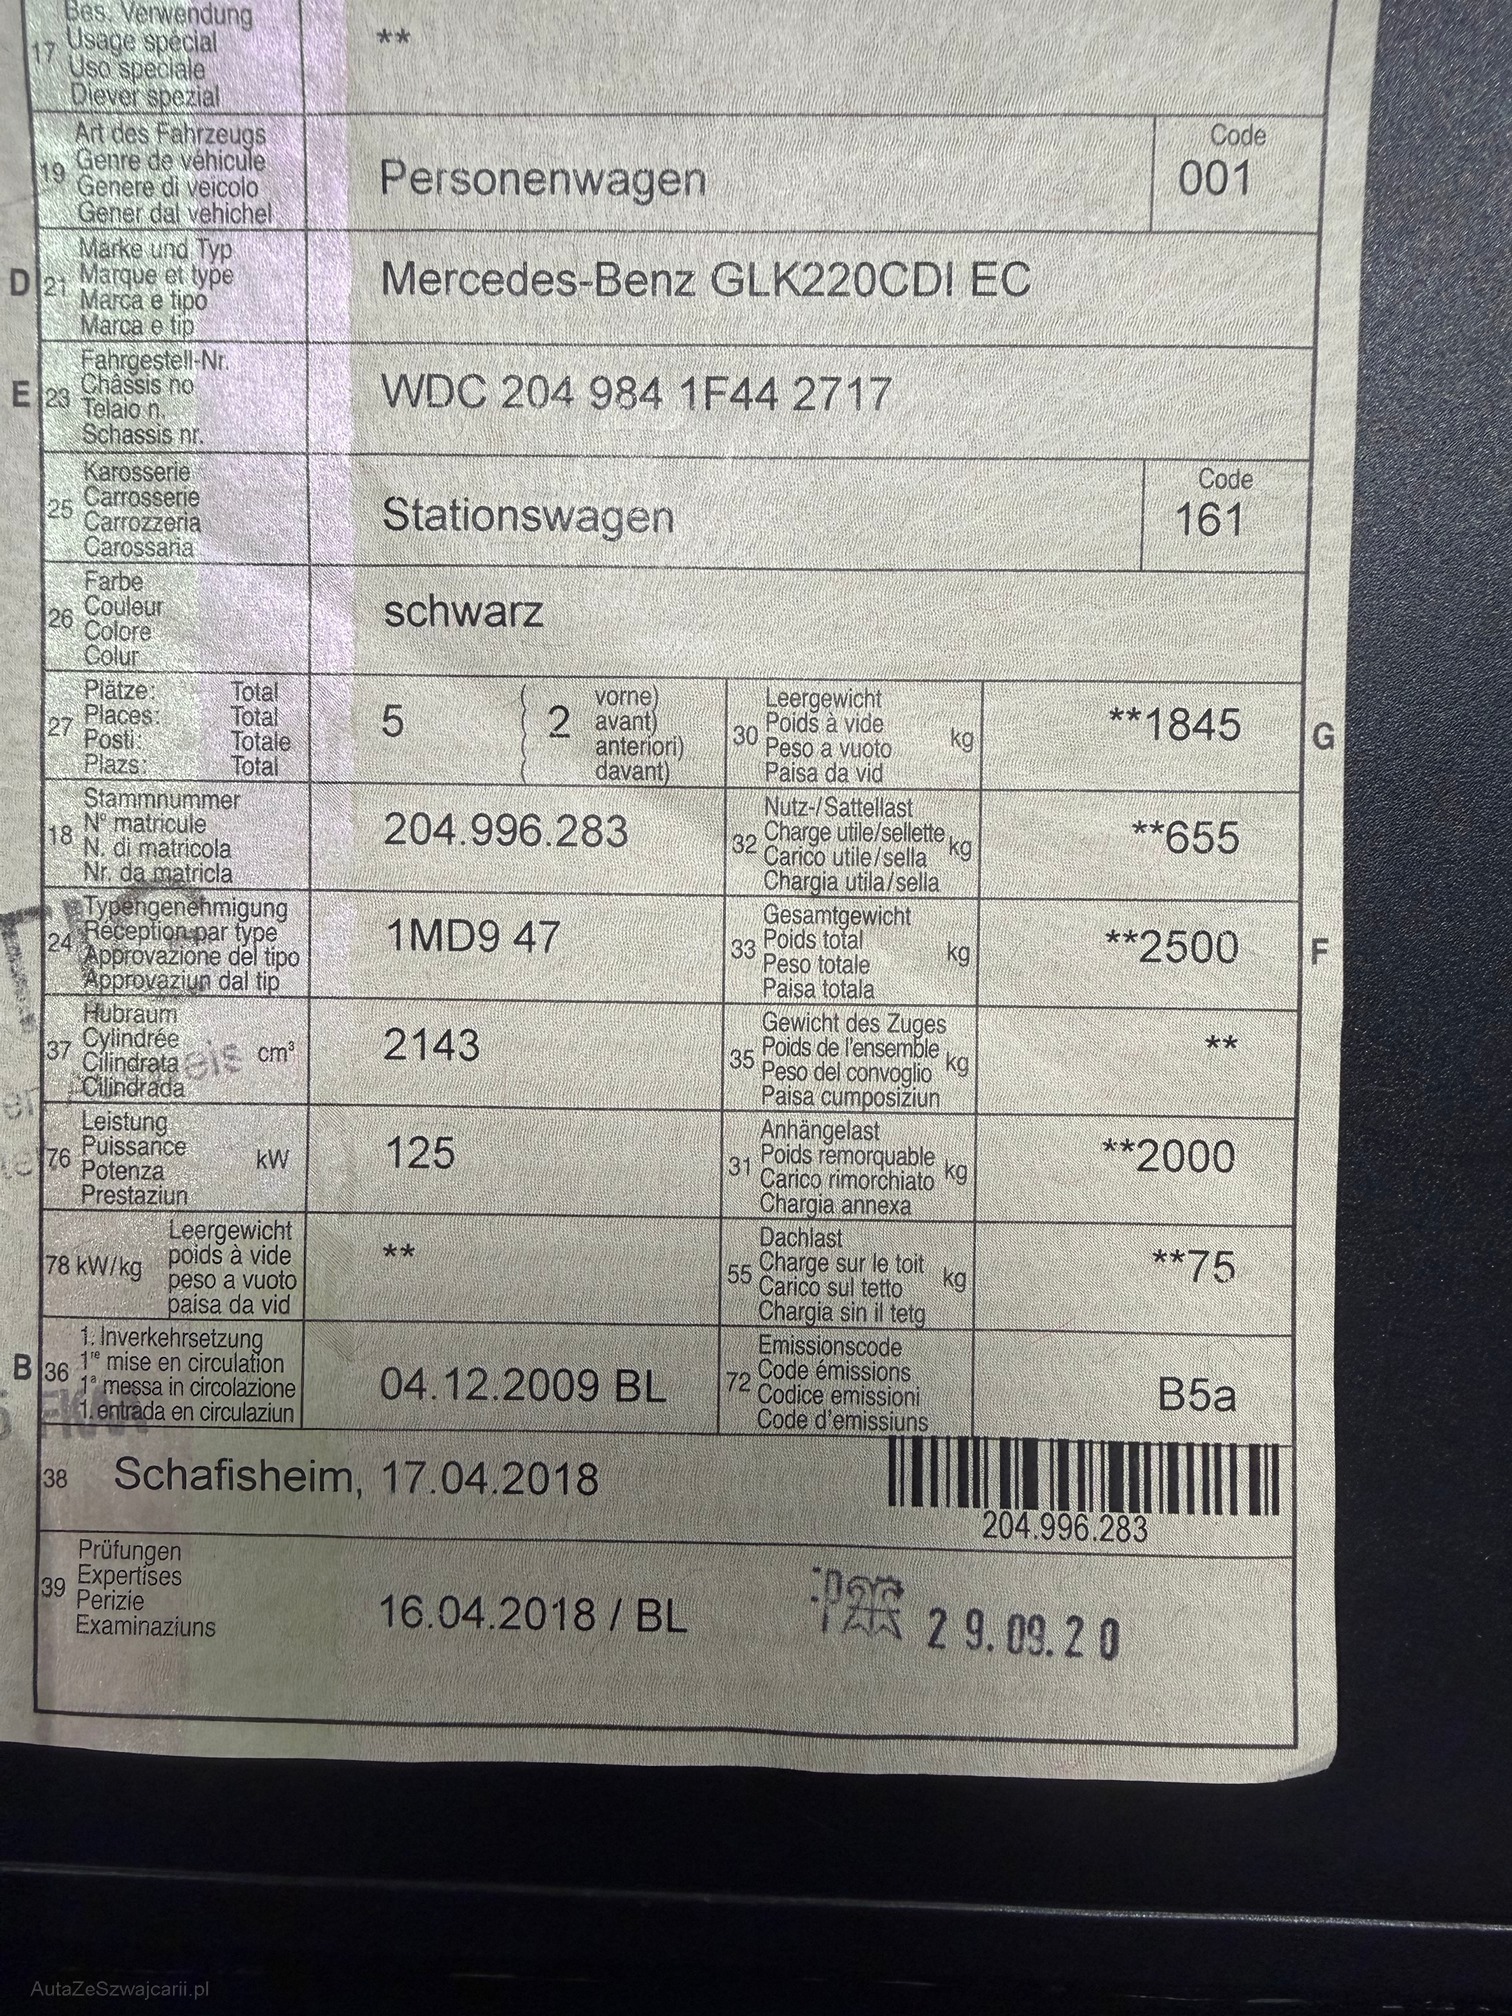 Bes. Verwendung
17 Usage spécial
Uso speciale
Diever spezial
**
Art des Fahrzeugs
19 Genre de véhicule
Genere di veicolo
Gener dal vehichel
Personenwagen
Code
001
Marke und Typ
D 21 Marque et type
Marca e tipo
Marca e tip
Mercedes-Benz GLK220CDI EC
Fahrgestell-Nr.
E 23 Châssis no
Telaio n.
Schassis nr.
WDC 204 984 1F44 2717
Karosserie
25 Carrosserie
Carrozzeria
Carossaria
Stationswagen
Code
161
Farbe
26 Couleur
Colore
Colur
schwarz
Plätze: Total
27 Places: Total
Posti: Totale
Plazs: Total
5 ( 2 vorne)
avant)
anteriori)
davant)
Leergewicht
30 Poids à vide kg
Peso a vuoto
Paisa da vid
**1845 G
Stammnummer
18 N° matricule
N. di matricola
Nr. da matricla
204.996.283
Nutz-/Sattellast
32 Charge utile/sellette kg
Carico utile/sella
Chargia utila/sella
**655
Typengenehmigung
24 Réception par type
Approvazione del tipo
Approvaziun dal tip
1MD9 47
Gesamtgewicht
33 Poids total kg
Peso totale
Paisa totala
**2500 F
Hubraum
37 Cylindrée cm³
Cilindrata
Cilindrada
2143
Gewicht des Zuges
35 Poids de l'ensemble kg
Peso del convoglio
Paisa cumposiziun
**
Leistung
76 Puissance kW
Potenza
Prestaziun
125
Anhängelast
31 Poids remorquable kg
Carico rimorchiato
Chargia annexa
**2000
Leergewicht
78 kW/kg poids à vide
peso a vuoto
paisa da vid
**
Dachlast
55 Charge sur le toit kg
Carico sul tetto
Chargia sin il tetg
**75
1. Inverkehrsetzung
B 36 1re mise en circulation
1a messa in circolazione
1. entrada en circulaziun
04.12.2009 BL
Emissionscode
72 Code émissions
Codice emissioni
Code d'emissiuns
B5a
38 Schafisheim, 17.04.2018
204.996.283
Prüfungen
39 Expertises
Perizie
Examinaziuns
16.04.2018 / BL
29.09.20
AutaZeSzwajcarii.pl